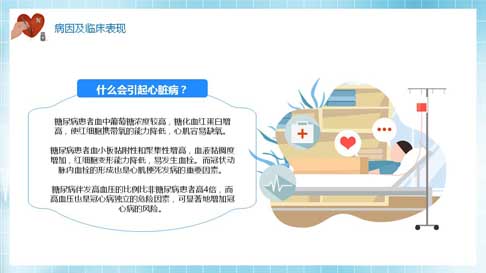 病因及临床表现
什么会引起心脏病？
糖尿病患者血中葡萄糖浓度较高，糖化血红蛋白增
高，使红细胞携带氧的能力降低，心肌容易缺氧。
糖尿病患者血小板黏附性和聚集性增高，血液黏稠度
增加，红细胞变形能力降低，易发生血栓。而冠状动
脉内血栓的形成也是心肌梗死发病的重要因素。
糖尿病伴发高血压的比例比非糖尿病患者高4倍，而
高血压也是冠心病独立的危险因素，可显著地增加冠
心病的风险。